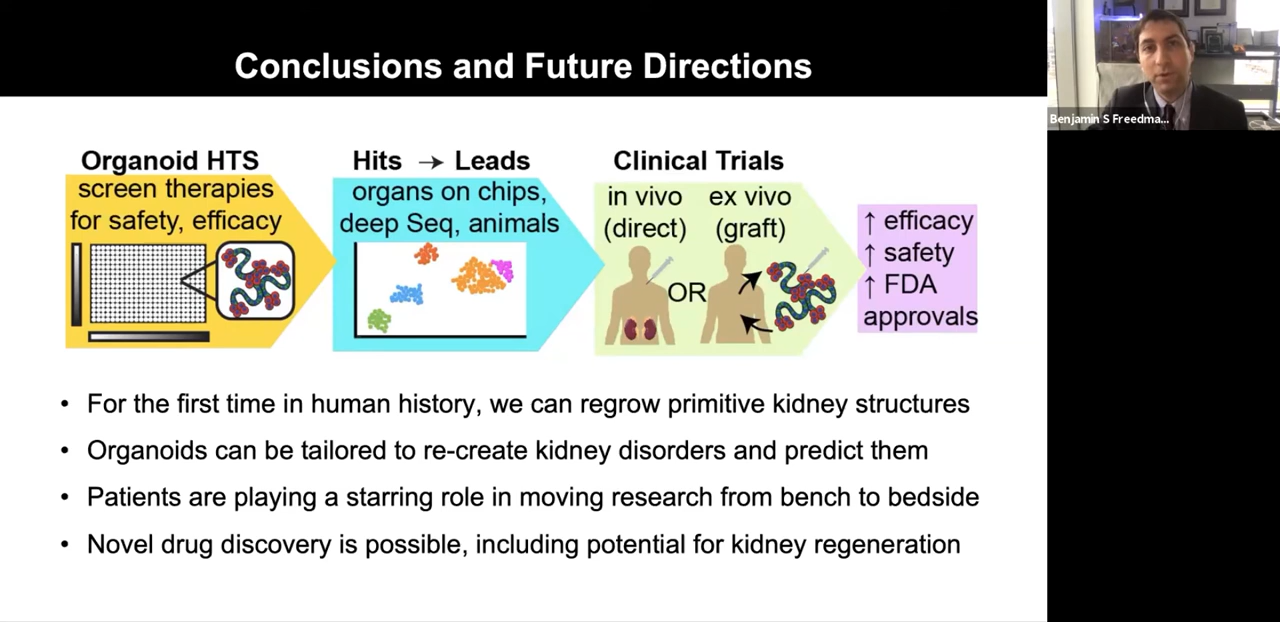 Conclusions and Future Directions
Benjamin S Freedma...
Organoid HTS
screen therapies
for safety, efficacy
Hits → Leads
organs on chips,
deep Seq, animals
Clinical Trials
in vivo
(direct)
OR
ex vivo
(graft)
↑ efficacy
↑ safety
↑ FDA
approvals
• For the first time in human history, we can regrow primitive kidney structures
• Organoids can be tailored to re-create kidney disorders and predict them
• Patients are playing a starring role in moving research from bench to bedside
• Novel drug discovery is possible, including potential for kidney regeneration